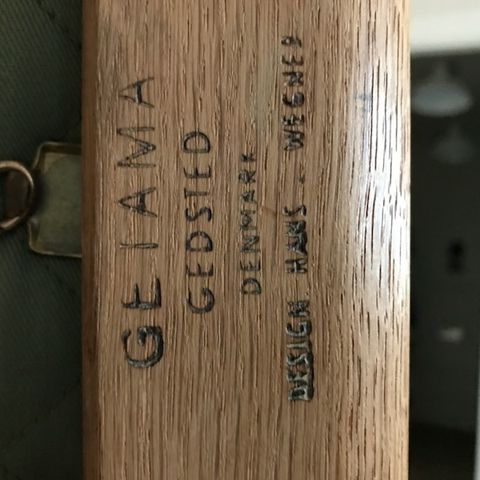 GETAMA
GEDSTED
DENMARK
DESIGN HANS. WEGNER